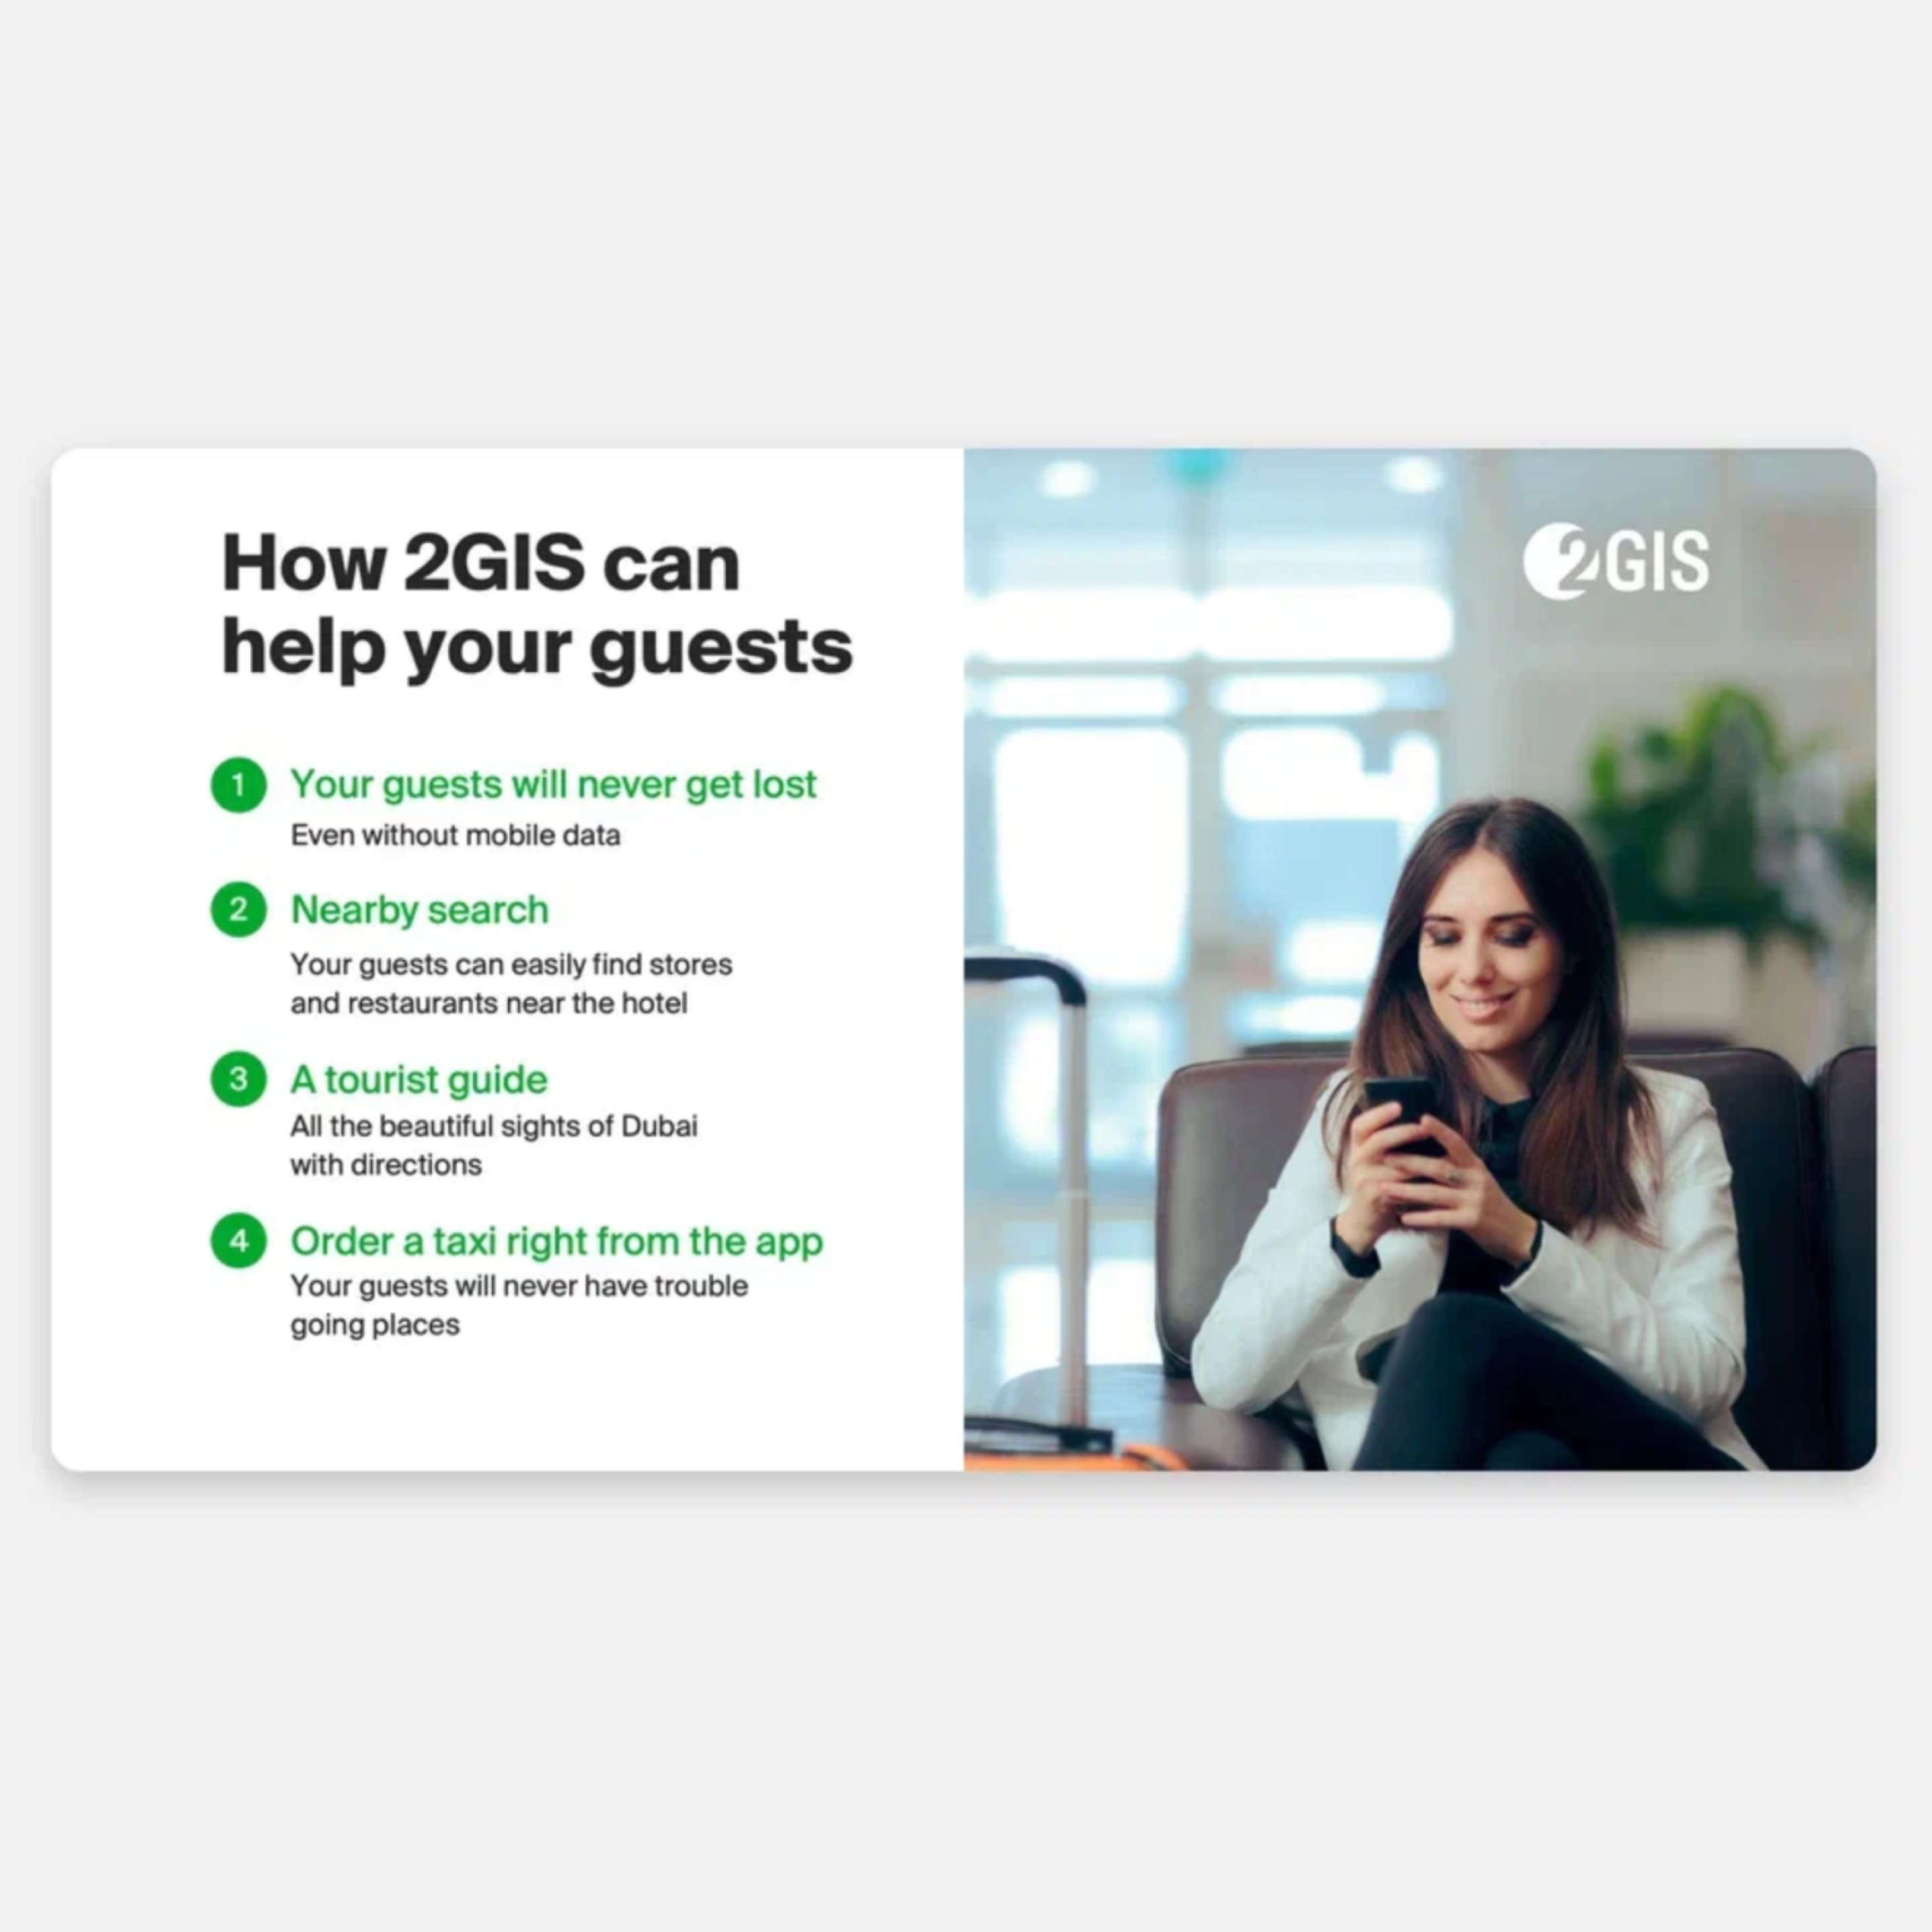 How 2GIS can
help your guests
1 Your guests will never get lost
Even without mobile data
2 Nearby search
Your guests can easily find stores
and restaurants near the hotel
3 A tourist guide
All the beautiful sights of Dubai
with directions
4 Order a taxi right from the app
Your guests will never have trouble
going places
2GIS